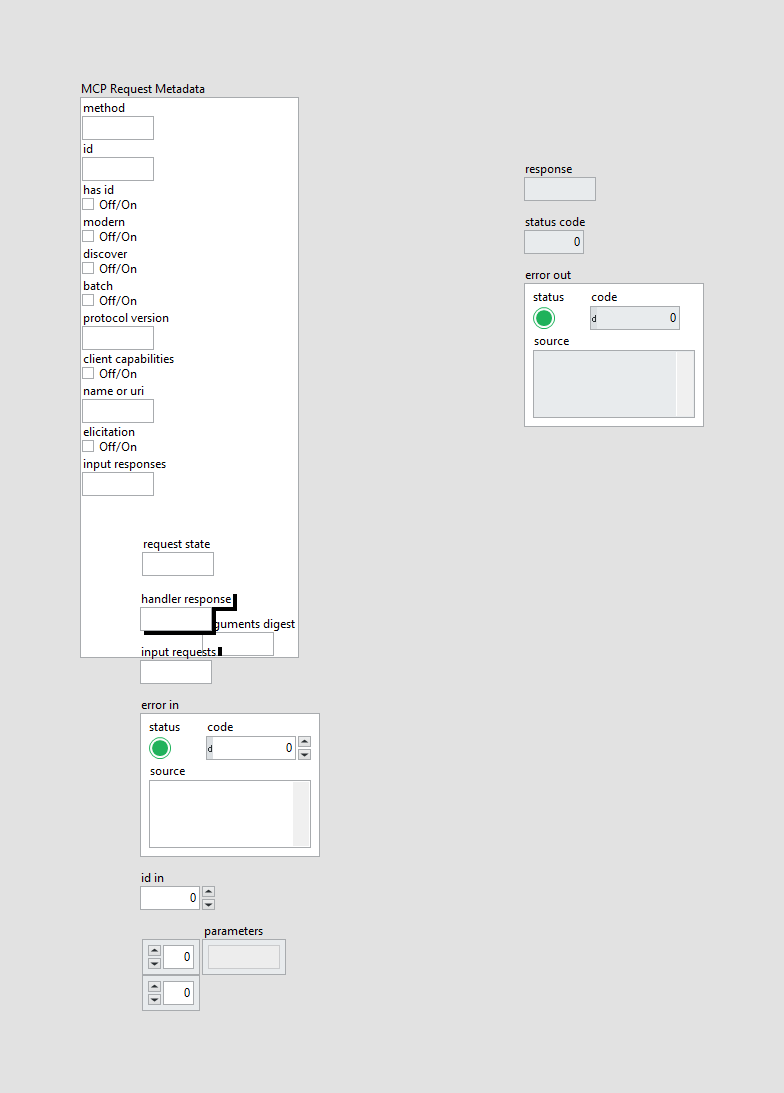 MCP Request Metadata
method
id
has id
Off/On
modern
Off/On
discover
Off/On
batch
Off/On
protocol version
client capabilities
Off/On
name or uri
elicitation
Off/On
input responses
request state
handler response
guments digest
input requests
error in
status code
d 0
source
id in
0
parameters
0
0
response
status code
0
error out
status code
d 0
source